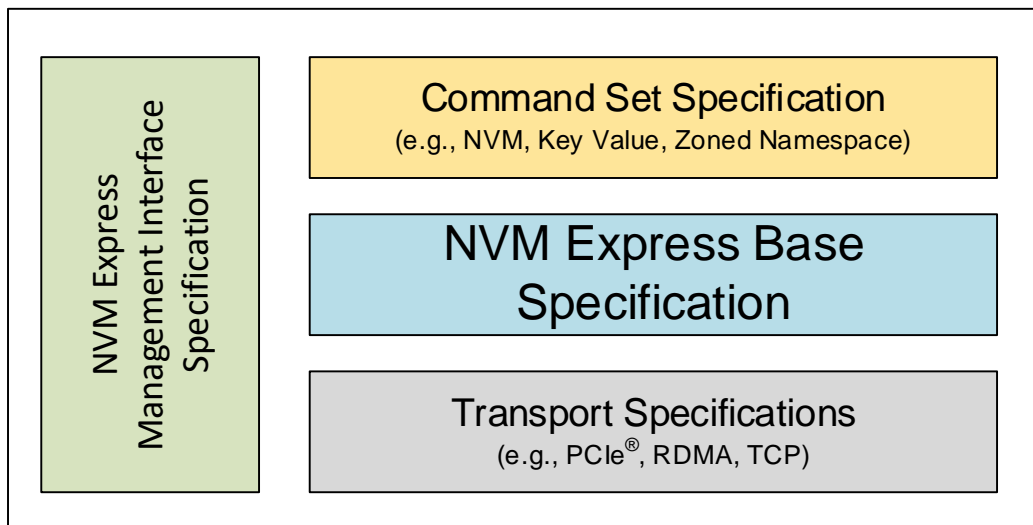 NVM Express
Management Interface
Specification
Command Set Specification
(e.g., NVM, Key Value, Zoned Namespace)
NVM Express Base
Specification
Transport Specifications
(e.g., PCIe®, RDMA, TCP)